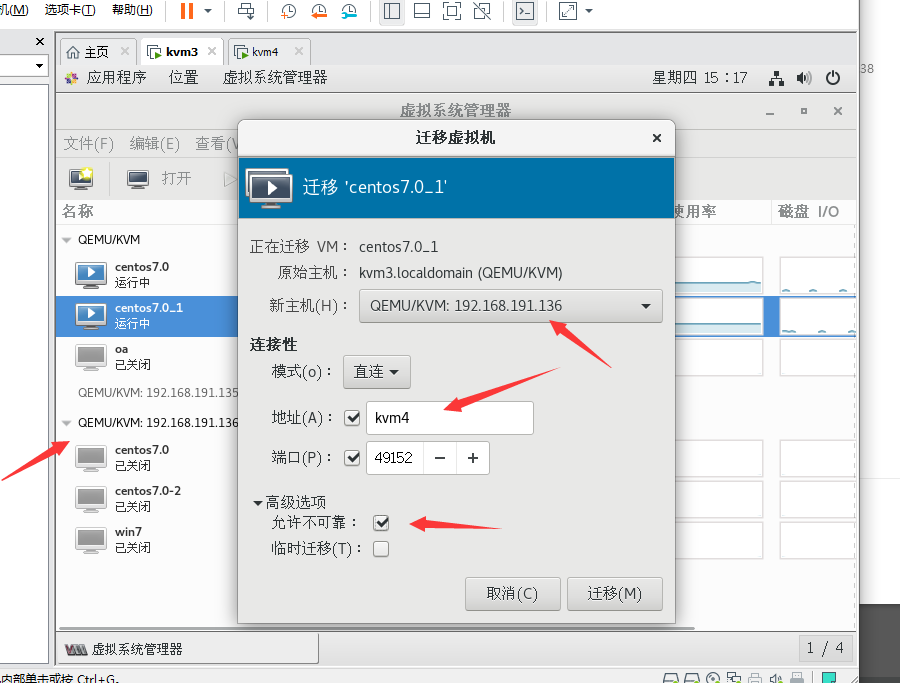 机(M) 选项卡(T) 帮助(H)
主页 kvm3 kvm4
38
应用程序 位置 虚拟系统管理器 星期四 15：17
虚拟系统管理器
文件(F) 编辑(E) 查看(V
打开
名称 使用率 磁盘 I/O
QEMU/KVM
centos7.0
运行中
centos7.0_1
运行中
oa
已关闭
QEMU/KVM: 192.168.191.135
QEMU/KVM: 192.168.191.136
centos7.0
已关闭
centos7.0-2
已关闭
win7
已关闭
迁移虚拟机
迁移 'centos7.0_1'
正在迁移 VM： centos7.0_1
原始主机： kvm3.localdomain (QEMU/KVM)
新主机(H)： QEMU/KVM: 192.168.191.136
连接性
模式(o)： 直连
地址(A)： kvm4
端口(P)： 49152 − +
高级选项
允许不可靠：
临时迁移(T)：
取消(C) 迁移(M)
虚拟系统管理器 1 / 4
内部单击或按 Ctrl+G。